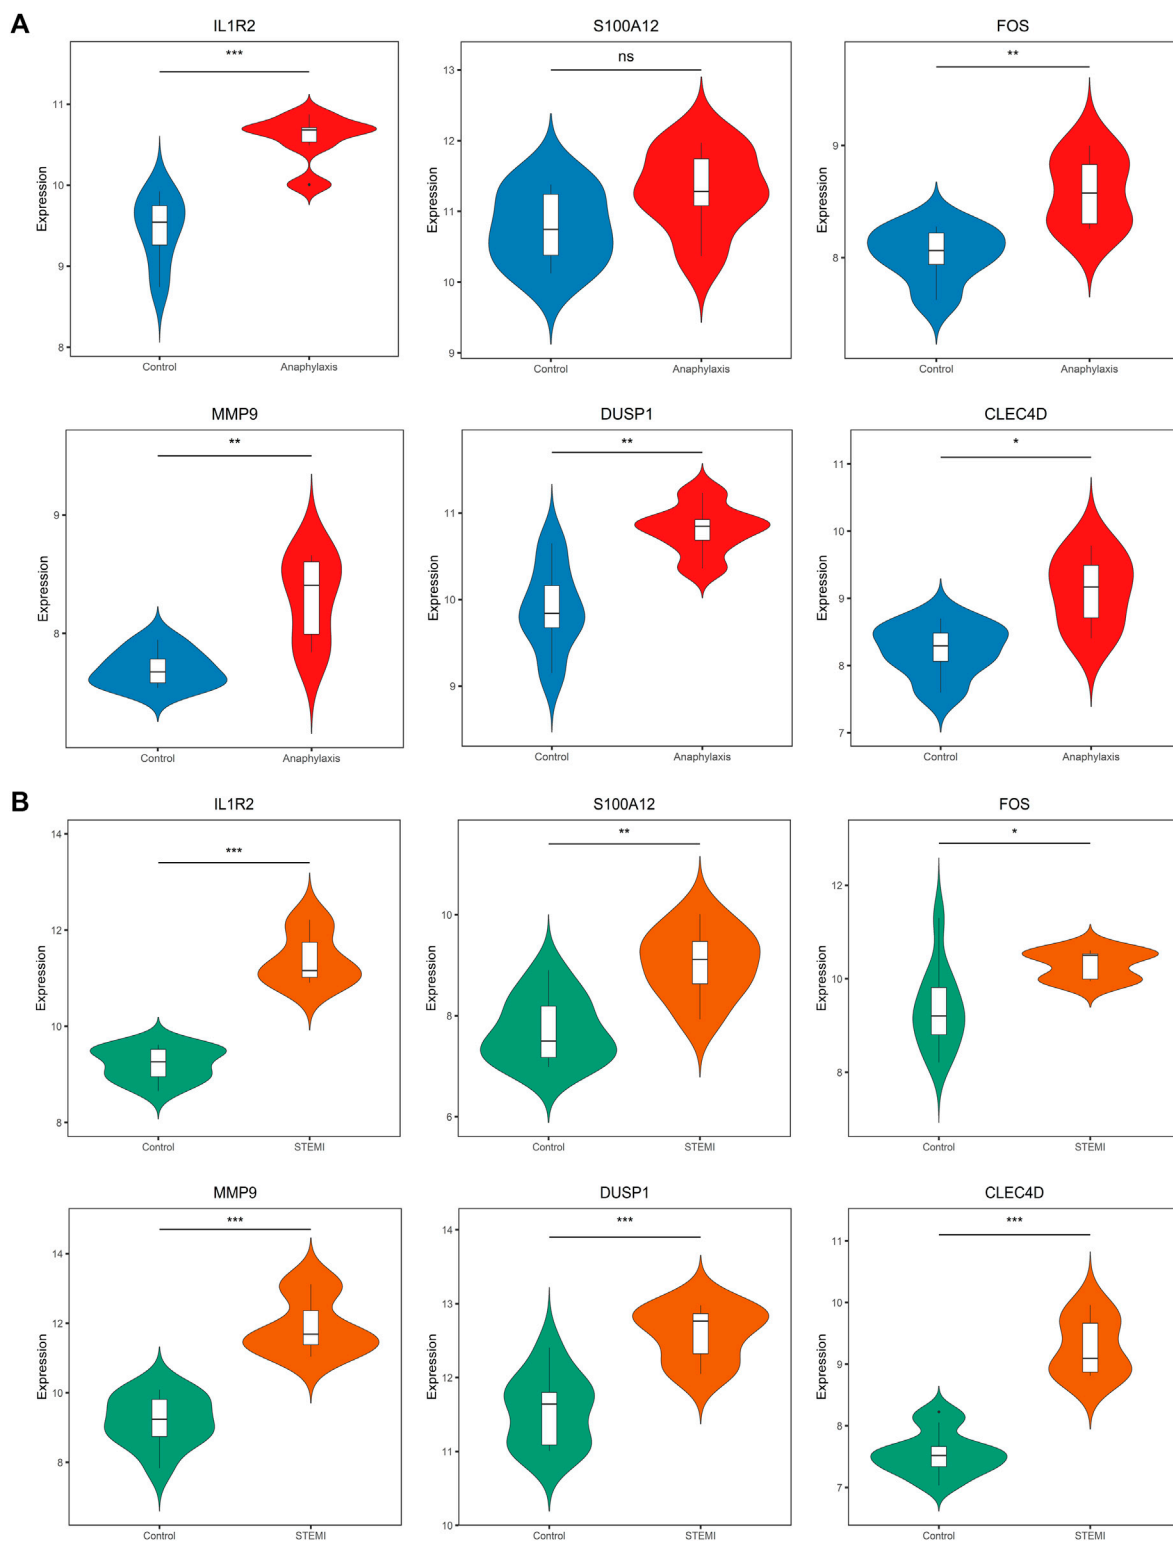 A
IL1R2
S100A12
FOS
***
ns
**
Expression
11
10
9
8
Control
Anaphylaxis
Expression
13
12
11
10
9
Control
Anaphylaxis
Expression
9
8
Control
Anaphylaxis
MMP9
DUSP1
CLEC4D
**
**
*
Expression
9
8
Control
Anaphylaxis
Expression
11
10
9
Control
Anaphylaxis
Expression
11
10
9
8
7
Control
Anaphylaxis
B
IL1R2
S100A12
FOS
***
**
*
Expression
14
12
10
8
Control
STEMI
Expression
10
8
6
Control
STEMI
Expression
12
10
8
Control
STEMI
MMP9
DUSP1
CLEC4D
***
***
***
Expression
14
12
10
8
Control
STEMI
Expression
14
13
12
11
10
Control
STEMI
Expression
11
10
9
8
7
Control
STEMI